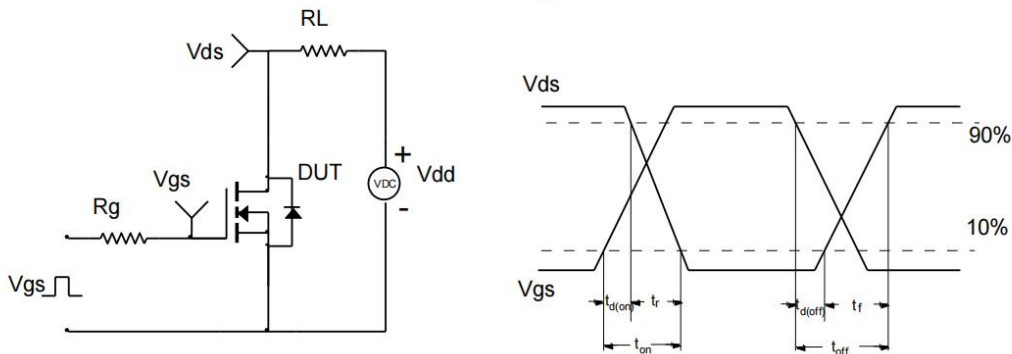 RL
Vds
+
Vdd
-
VDC
DUT
Vgs
Rg
Vgs
Vds
90%
10%
Vgs
td(on)
tr
td(off)
tf
ton
toff